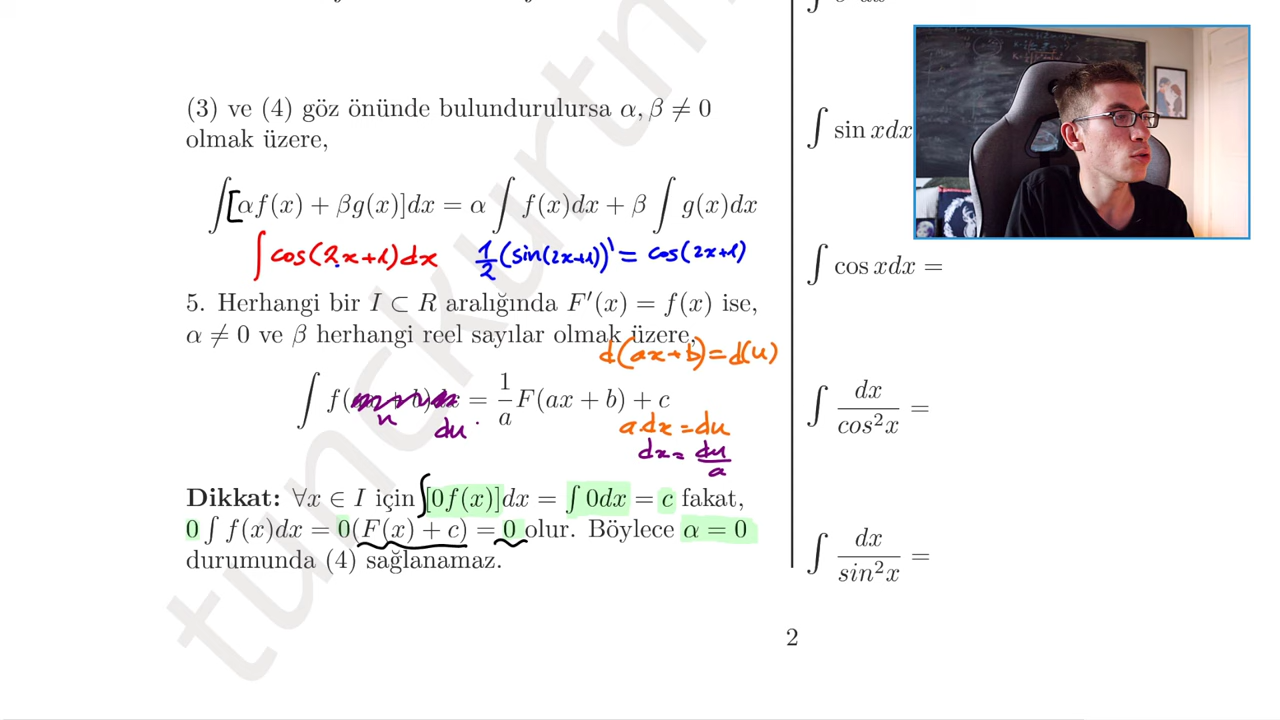 (3) ve (4) göz önünde bulundurulursa α, β ≠ 0
olmak üzere,
∫[αf(x) + βg(x)]dx = α∫f(x)dx + β∫g(x)dx
∫cos(2x+1)dx
1/2(sin(2x+1))' = cos(2x+1)
5. Herhangi bir I ⊂ R aralığında F′(x) = f(x) ise,
α ≠ 0 ve β herhangi reel sayılar olmak üzere,
d(ax+b)=d(u)
∫f( = 1/a F(ax + b) + c
u du
adx=du
dx=du/a
Dikkat: ∀x ∈ I için ∫[0f(x)]dx = ∫0dx = c fakat,
0∫f(x)dx = 0(F(x) + c) = 0 olur. Böylece α = 0
durumunda (4) sağlanamaz.
∫sin xdx
∫cos xdx =
∫dx/cos²x =
∫dx/sin²x =
2